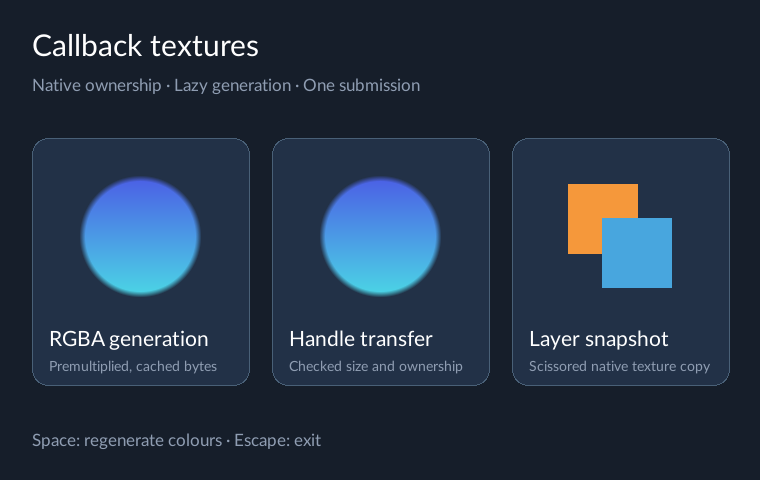 Callback textures
Native ownership · Lazy generation · One submission
RGBA generation
Premultiplied, cached bytes
Handle transfer
Checked size and ownership
Layer snapshot
Scissored native texture copy
Space: regenerate colours · Escape: exit